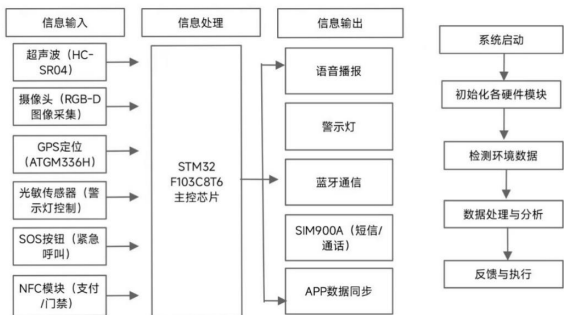 信息输入
信息处理
信息输出
超声波（HC-
SR04）
摄像头（RGB-D
图像采集）
GPS定位
（ATGM336H）
光敏传感器（警
示灯控制）
SOS按钮（紧急
呼叫）
NFC模块（支付
/门禁）
STM32
F103C8T6
主控芯片
语音播报
警示灯
蓝牙通信
SIM900A（短信/
通话）
APP数据同步
系统启动
初始化各硬件模块
检测环境数据
数据处理与分析
反馈与执行